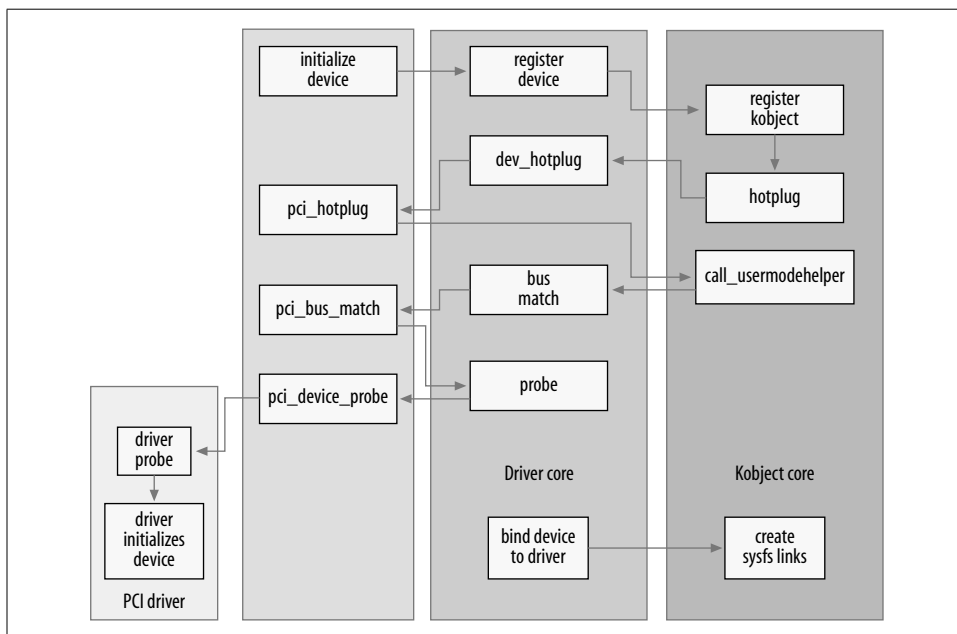 initialize
device
register
device
register
kobject
dev_hotplug
hotplug
pci_hotplug
call_usermodehelper
bus
match
pci_bus_match
probe
pci_device_probe
driver
probe
Driver core
Kobject core
driver
initializes
device
bind device
to driver
create
sysfs links
PCI driver